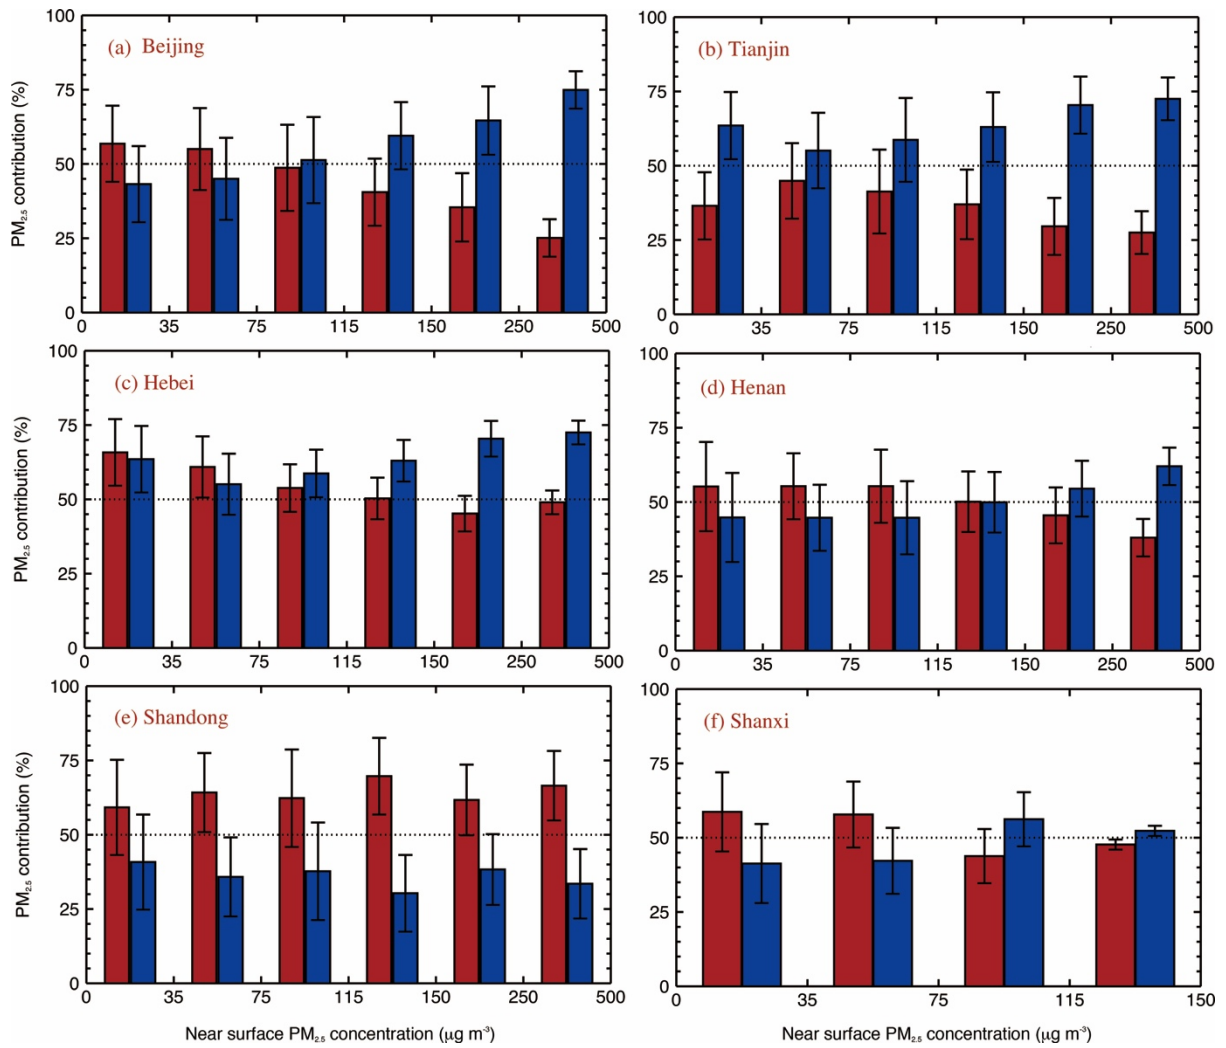 100
75
50
25
0
PM2.5 contribution (%)
(a) Beijing
0 35 75 115 150 250 500
100
75
50
25
0
(b) Tianjin
0 35 75 115 150 250 500
100
75
50
25
0
PM2.5 contribution (%)
(c) Hebei
0 35 75 115 150 250 500
100
75
50
25
0
(d) Henan
0 35 75 115 150 250 500
100
75
50
25
0
PM2.5 contribution (%)
(e) Shandong
0 35 75 115 150 250 500
Near surface PM2.5 concentration (μg m-3)
100
75
50
25
0
(f) Shanxi
0 35 75 115 150
Near surface PM2.5 concentration (μg m-3)